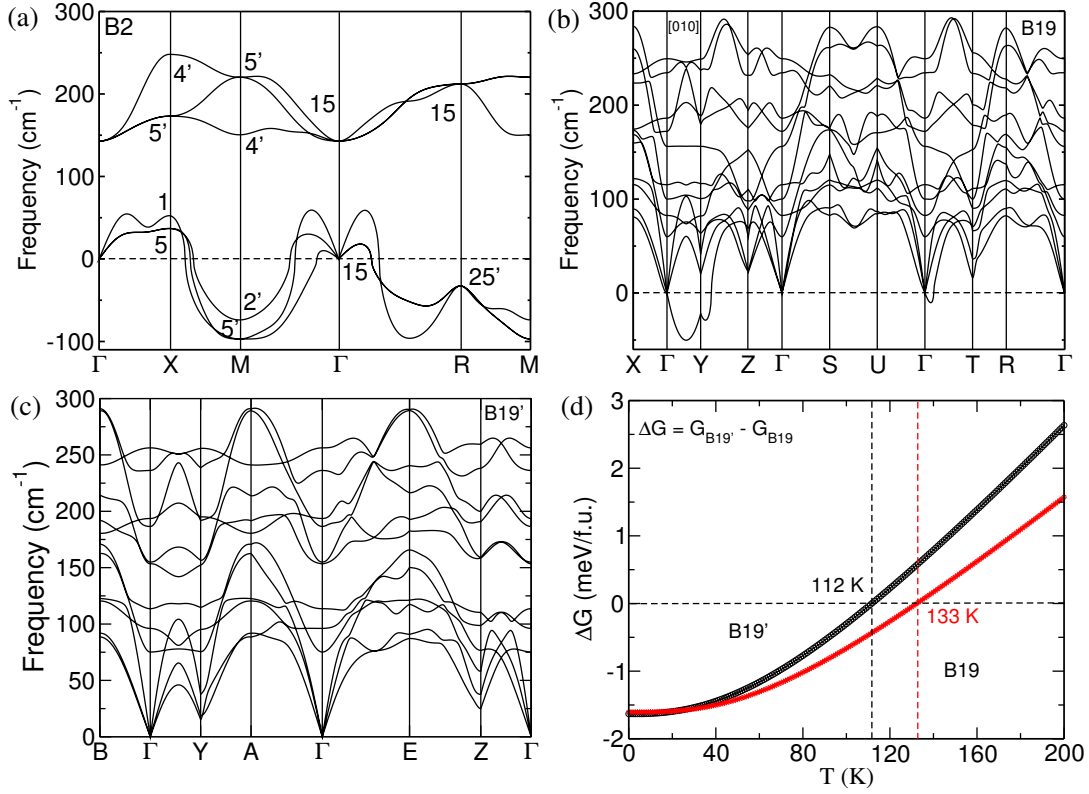 (a)
B2
300
200
100
0
-100
Frequency (cm⁻¹)
4'
5'
5'
4'
15
15
1
5
2'
5'
15
25'
Γ X M Γ R M
(b)
[010]
B19
300
200
100
0
Frequency (cm⁻¹)
X Γ Y Z Γ S U Γ T R Γ
(c)
B19'
300
250
200
150
100
50
0
Frequency (cm⁻¹)
B Γ Y A Γ E Z Γ
(d)
ΔG = G_B19' - G_B19
3
2
1
0
-1
-2
ΔG (meV/f.u.)
112 K
133 K
B19'
B19
0 40 80 120 160 200
T (K)